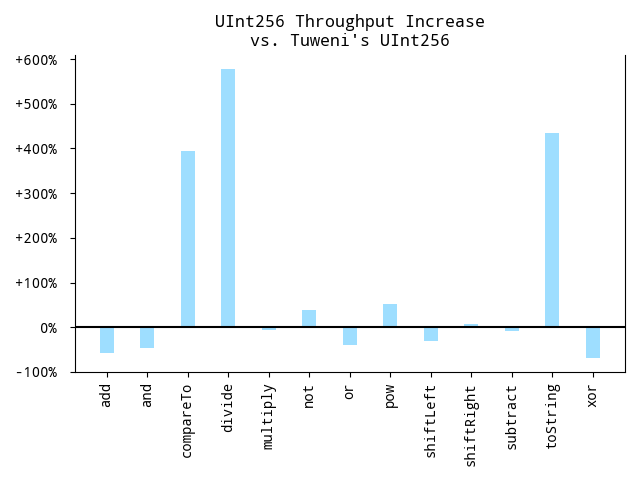 UInt256 Throughput Increase
vs. Tuweni's UInt256
+600%
+500%
+400%
+300%
+200%
+100%
0%
-100%
add
and
compareTo
divide
multiply
not
or
pow
shiftLeft
shiftRight
subtract
toString
xor